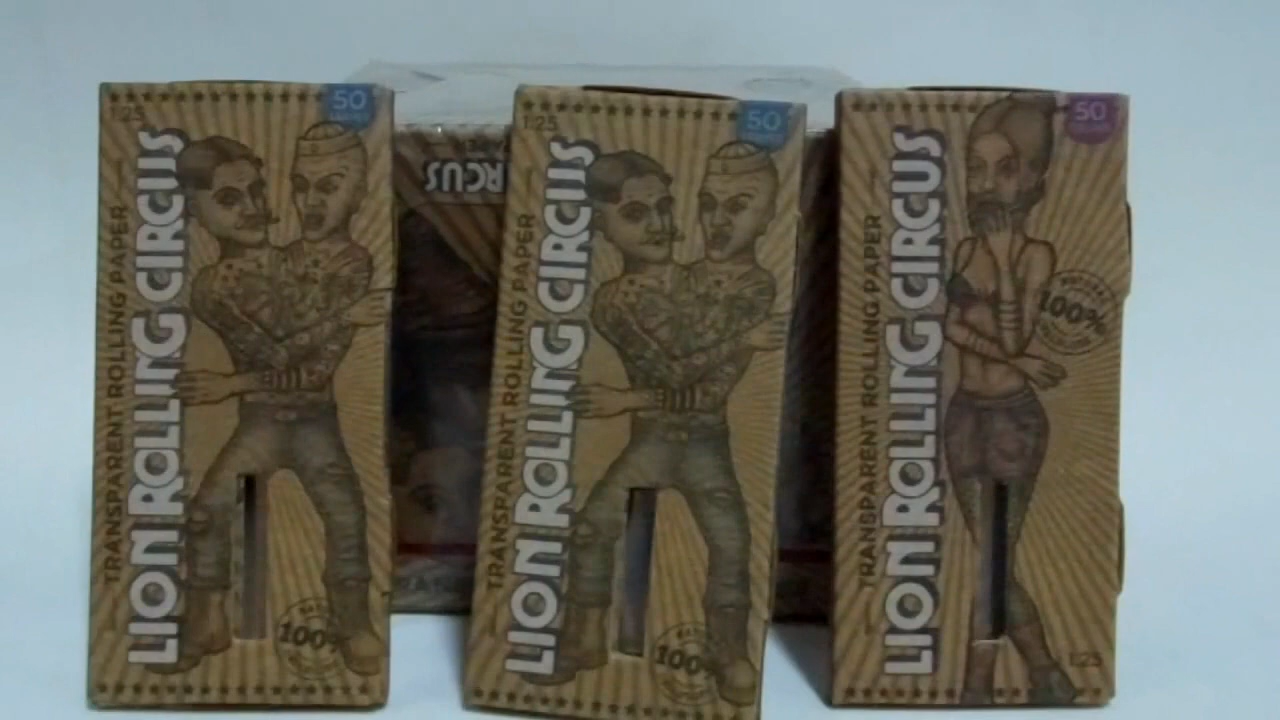 1.25
50
TRANSPARENT ROLLING PAPER
LION ROLLING CIRCUS
100%
RCUS
1.25
50
TRANSPARENT ROLLING PAPER
LION ROLLING CIRCUS
100%
50
TRANSPARENT ROLLING PAPER
LION ROLLING CIRCUS
100%
1.25